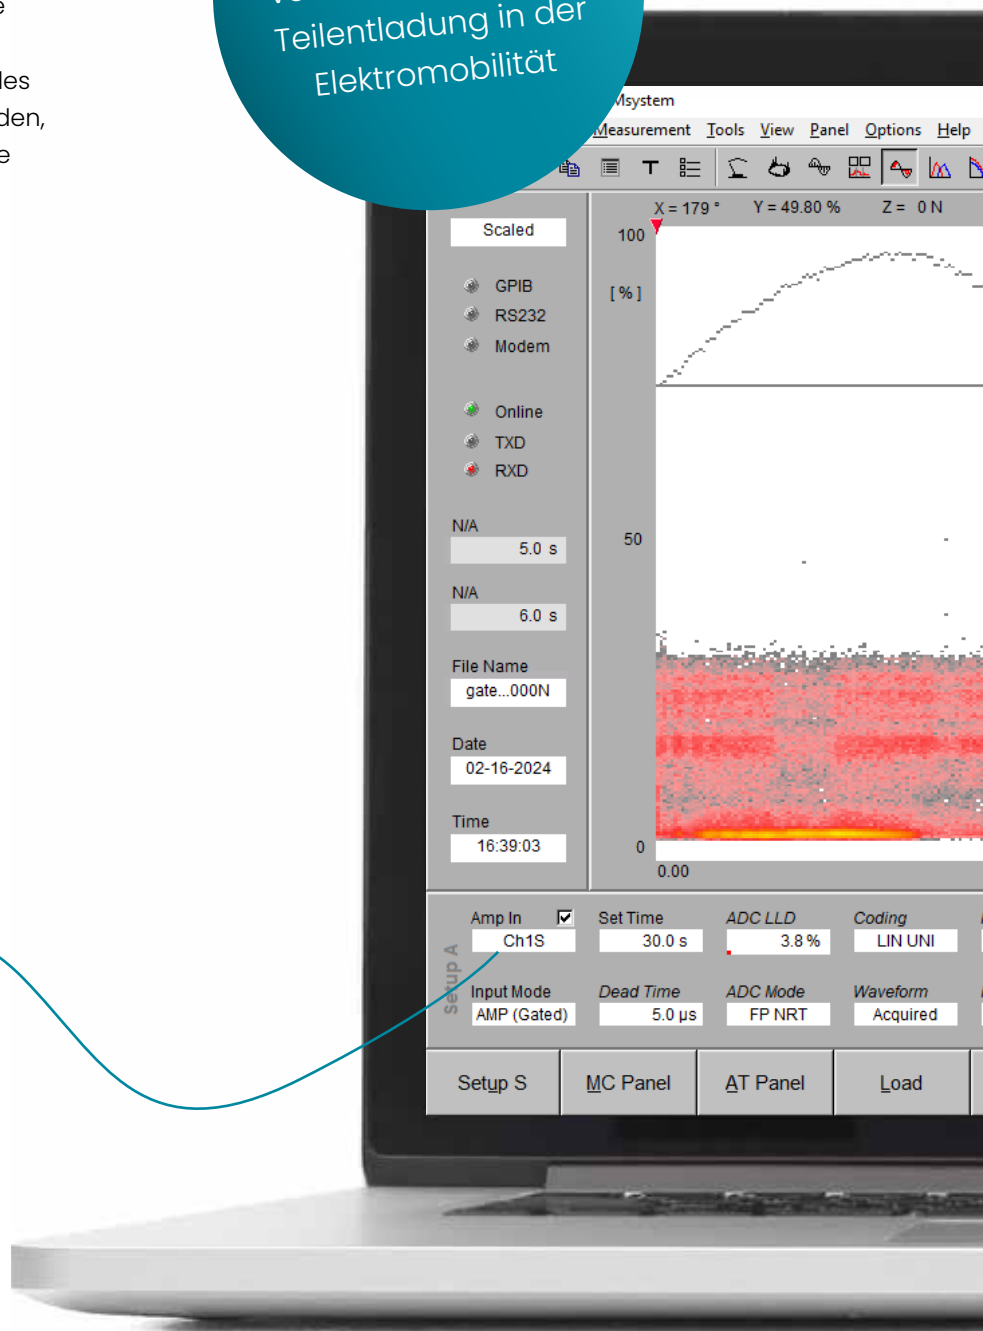 Teilentladung in der
Elektromobilität
den,
Measurement Tools View Panel Options Help
T
X = 179 ° Y = 49.80 % Z = 0 N
Scaled
100
[ % ]
GPIB
RS232
Modem
Online
TXD
RXD
N/A
5.0 s
50
N/A
6.0 s
File Name
gate...000N
Date
02-16-2024
Time
16:39:03
0
0.00
Setup A
Amp In Set Time ADC LLD Coding
Ch1S 30.0 s 3.8 % LIN UNI
Input Mode Dead Time ADC Mode Waveform
AMP (Gated) 5.0 µs FP NRT Acquired
Setup S MC Panel AT Panel Load